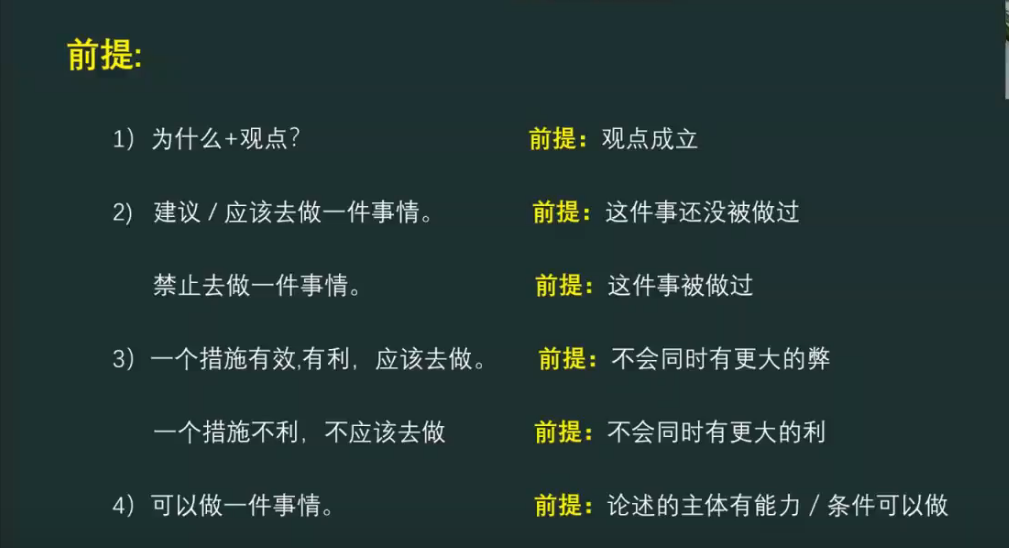 前提:
1）为什么+观点？ 前提：观点成立
2) 建议 / 应该去做一件事情。 前提：这件事还没被做过
禁止去做一件事情。 前提：这件事被做过
3）一个措施有效,有利，应该去做。 前提：不会同时有更大的弊
一个措施不利，不应该去做 前提：不会同时有更大的利
4）可以做一件事情。 前提：论述的主体有能力 / 条件可以做